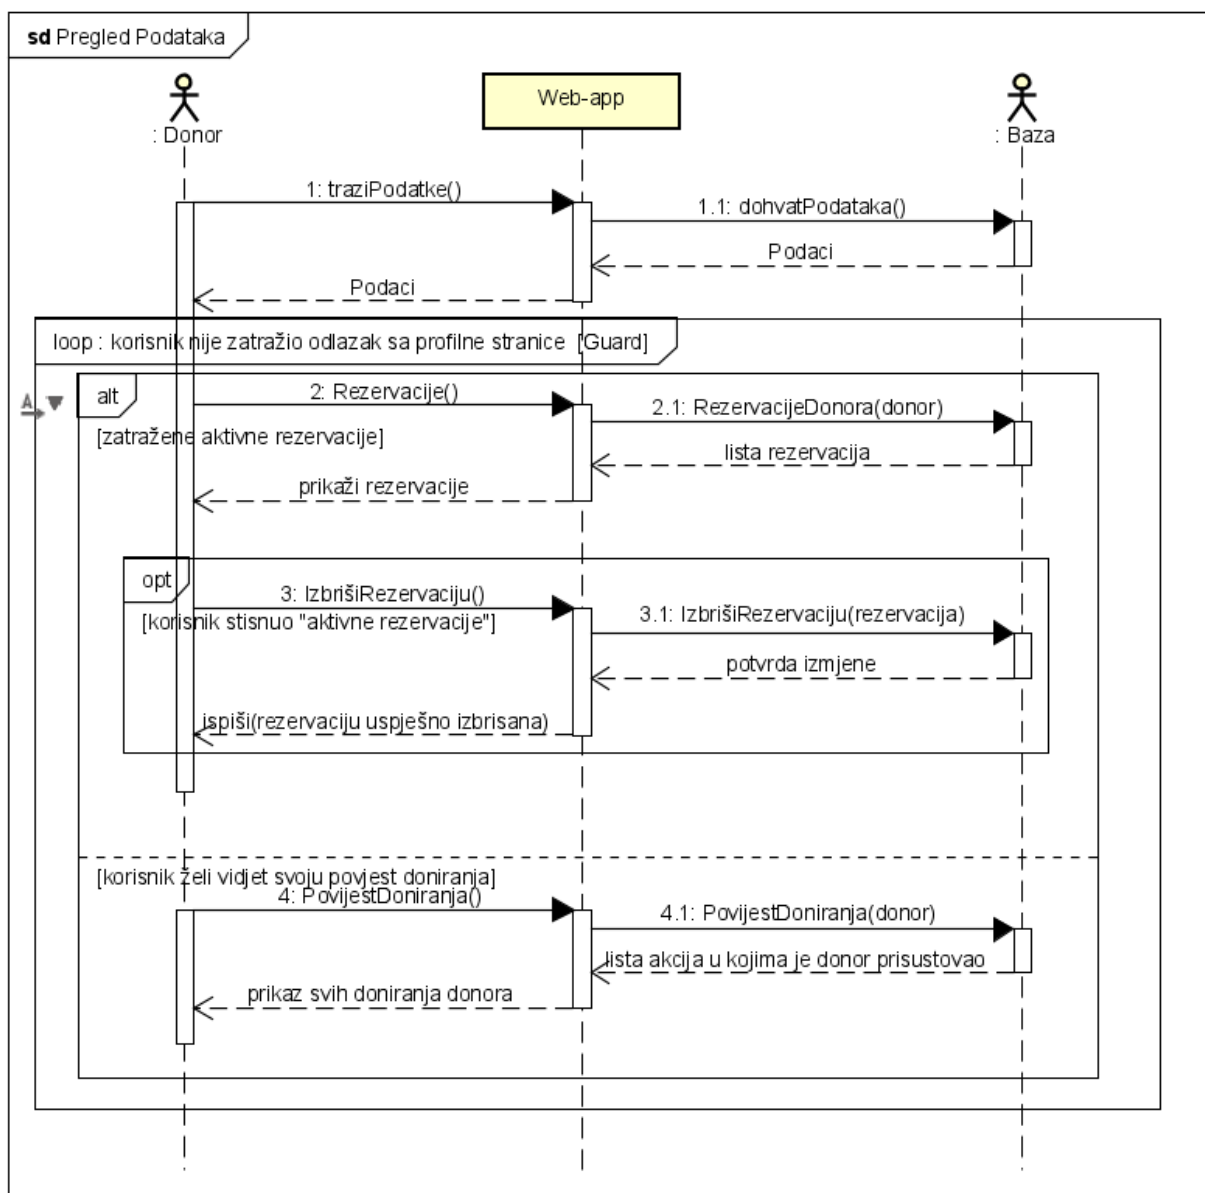 sd Pregled Podataka
: Donor
Web-app
: Baza
1: traziPodatke()
1.1: dohvatPodataka()
Podaci
Podaci
loop : korisnik nije zatražio odlazak sa profilne stranice [Guard]
alt
2: Rezervacije()
2.1: RezervacijeDonora(donor)
[zatražene aktivne rezervacije]
lista rezervacija
prikaži rezervacije
A
opt
3: IzbrišiRezervaciju()
3.1: IzbrišiRezervaciju(rezervacija)
[korisnik stisnuo "aktivne rezervacije"]
potvrda izmjene
ispiši(rezervaciju uspješno izbrisana)
[korisnik želi vidjet svoju povjest doniranja]
4: PovijestDoniranja()
4.1: PovijestDoniranja(donor)
lista akcija u kojima je donor prisustovao
prikaz svih doniranja donora